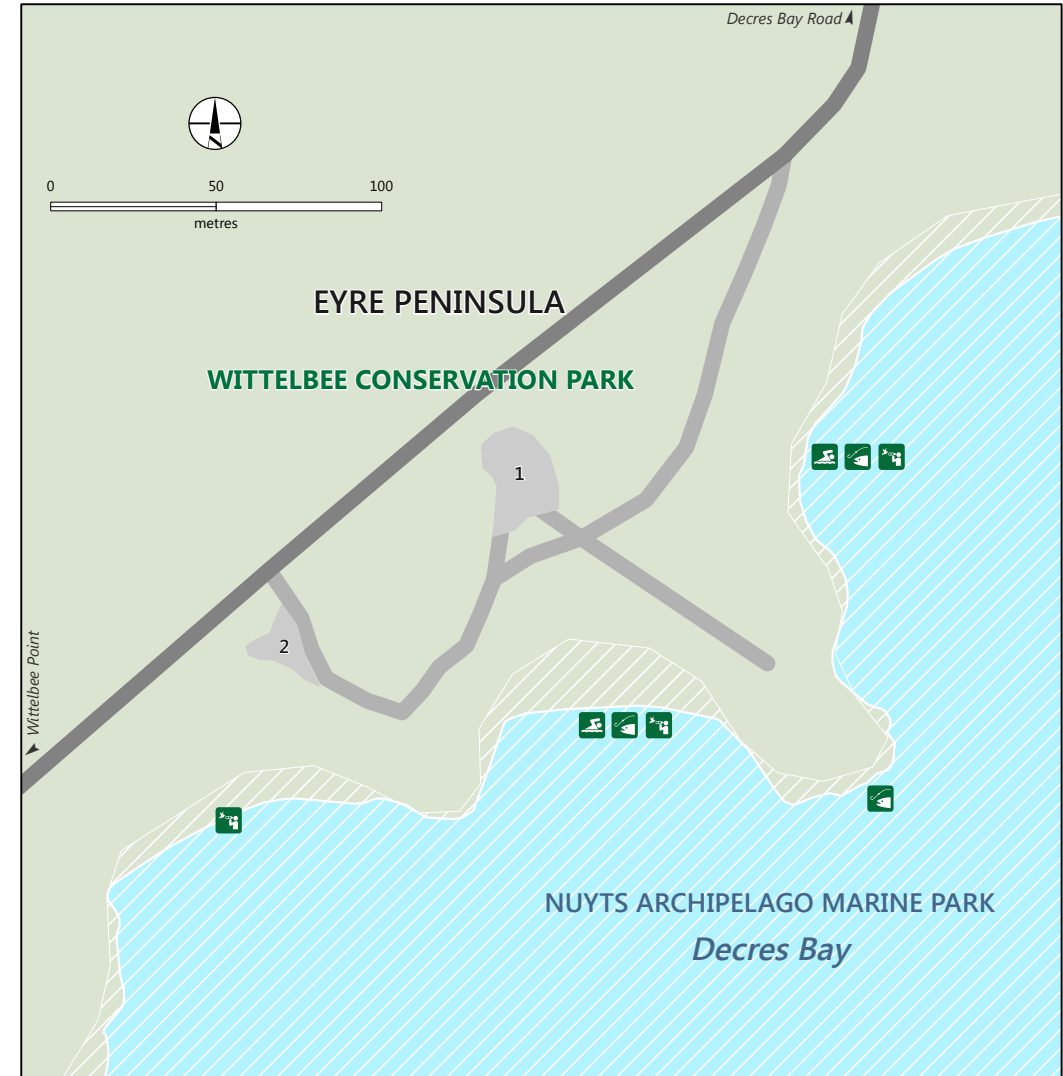 Decres Bay Road
0 50 100
metres
EYRE PENINSULA
WITTELBEE CONSERVATION PARK
1
2
Wittelbee Point
NUYTS ARCHIPELAGO MARINE PARK
Decres Bay